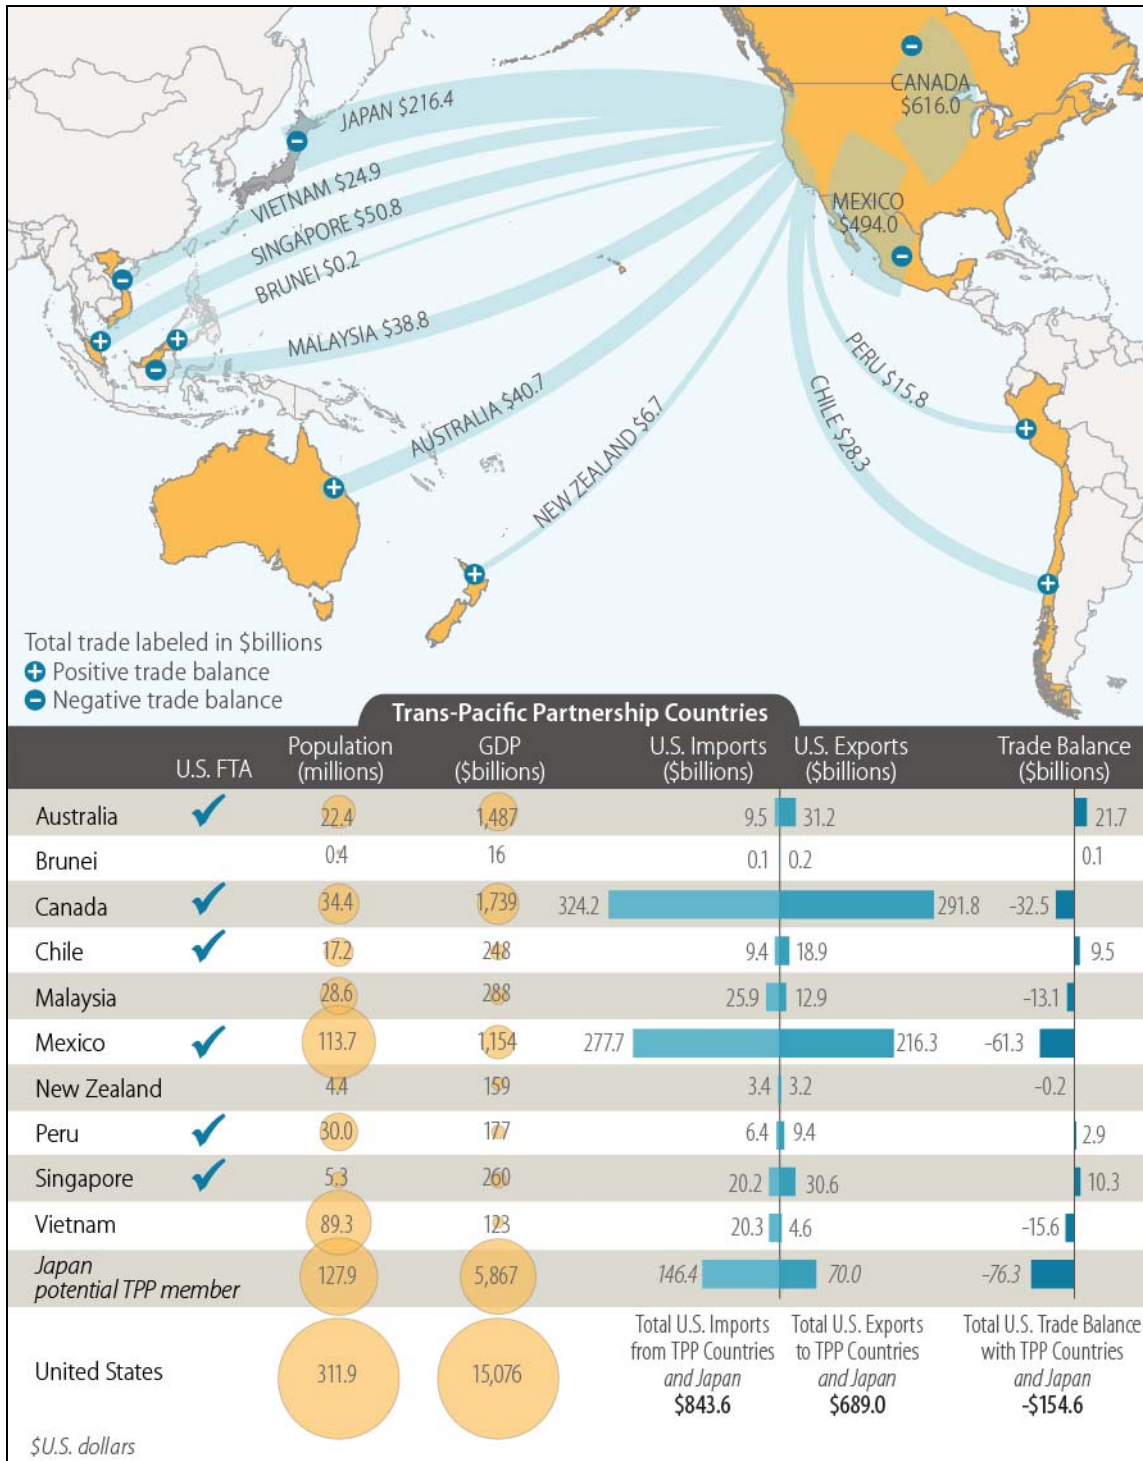 CANADA
$616.0
JAPAN $216.4
VIETNAM $24.9
MEXICO
$494.0
SINGAPORE $50.8
BRUNEI $0.2
MALAYSIA $38.8
PERU $15.8
AUSTRALIA $40.7
CHILE $28.3
NEW ZEALAND $6.7
Total trade labeled in $billions
+ Positive trade balance
– Negative trade balance
Trans-Pacific Partnership Countries
U.S. FTA Population (millions) GDP ($billions) U.S. Imports ($billions) U.S. Exports ($billions) Trade Balance ($billions)
Australia ✓ 22.4 1,487 9.5 31.2 21.7
Brunei 0.4 16 0.1 0.2 0.1
Canada ✓ 34.4 1,739 324.2 291.8 -32.5
Chile ✓ 17.2 248 9.4 18.9 9.5
Malaysia 28.6 288 25.9 12.9 -13.1
Mexico ✓ 113.7 1,154 277.7 216.3 -61.3
New Zealand 4.4 159 3.4 3.2 -0.2
Peru ✓ 30.0 177 6.4 9.4 2.9
Singapore ✓ 5.3 260 20.2 30.6 10.3
Vietnam 89.3 123 20.3 4.6 -15.6
Japan
potential TPP member 127.9 5,867 146.4 70.0 -76.3
United States 311.9 15,076
Total U.S. Imports
from TPP Countries
and Japan
$843.6
Total U.S. Exports
to TPP Countries
and Japan
$689.0
Total U.S. Trade Balance
with TPP Countries
and Japan
-$154.6
$U.S. dollars